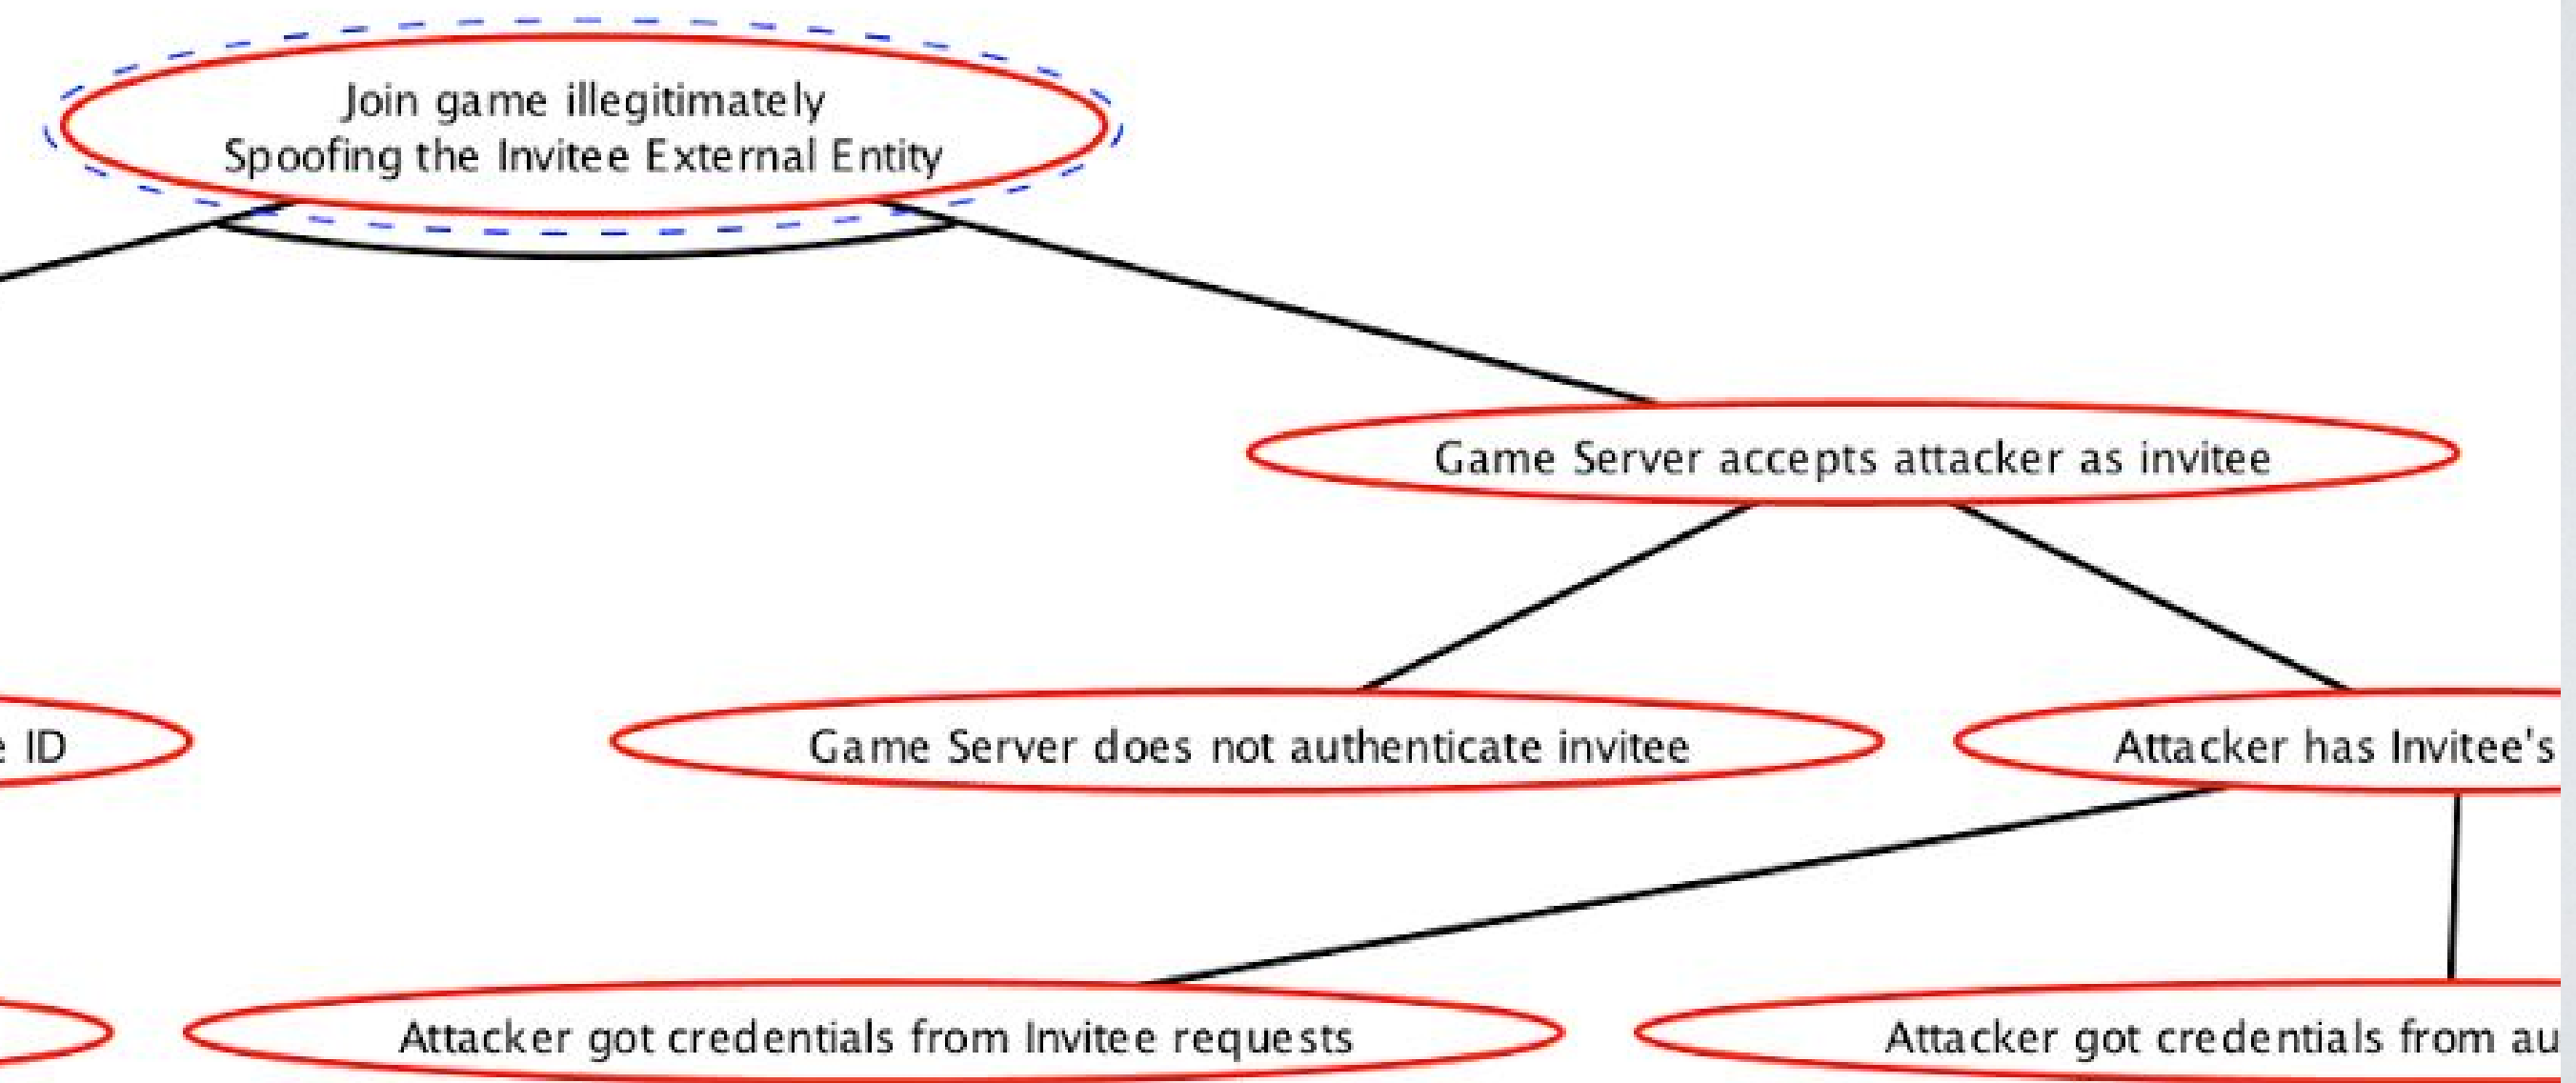 Join game illegitimately
Spoofing the Invitee External Entity
Game Server accepts attacker as invitee
ID
Game Server does not authenticate invitee
Attacker has Invitee's
Attacker got credentials from Invitee requests
Attacker got credentials from